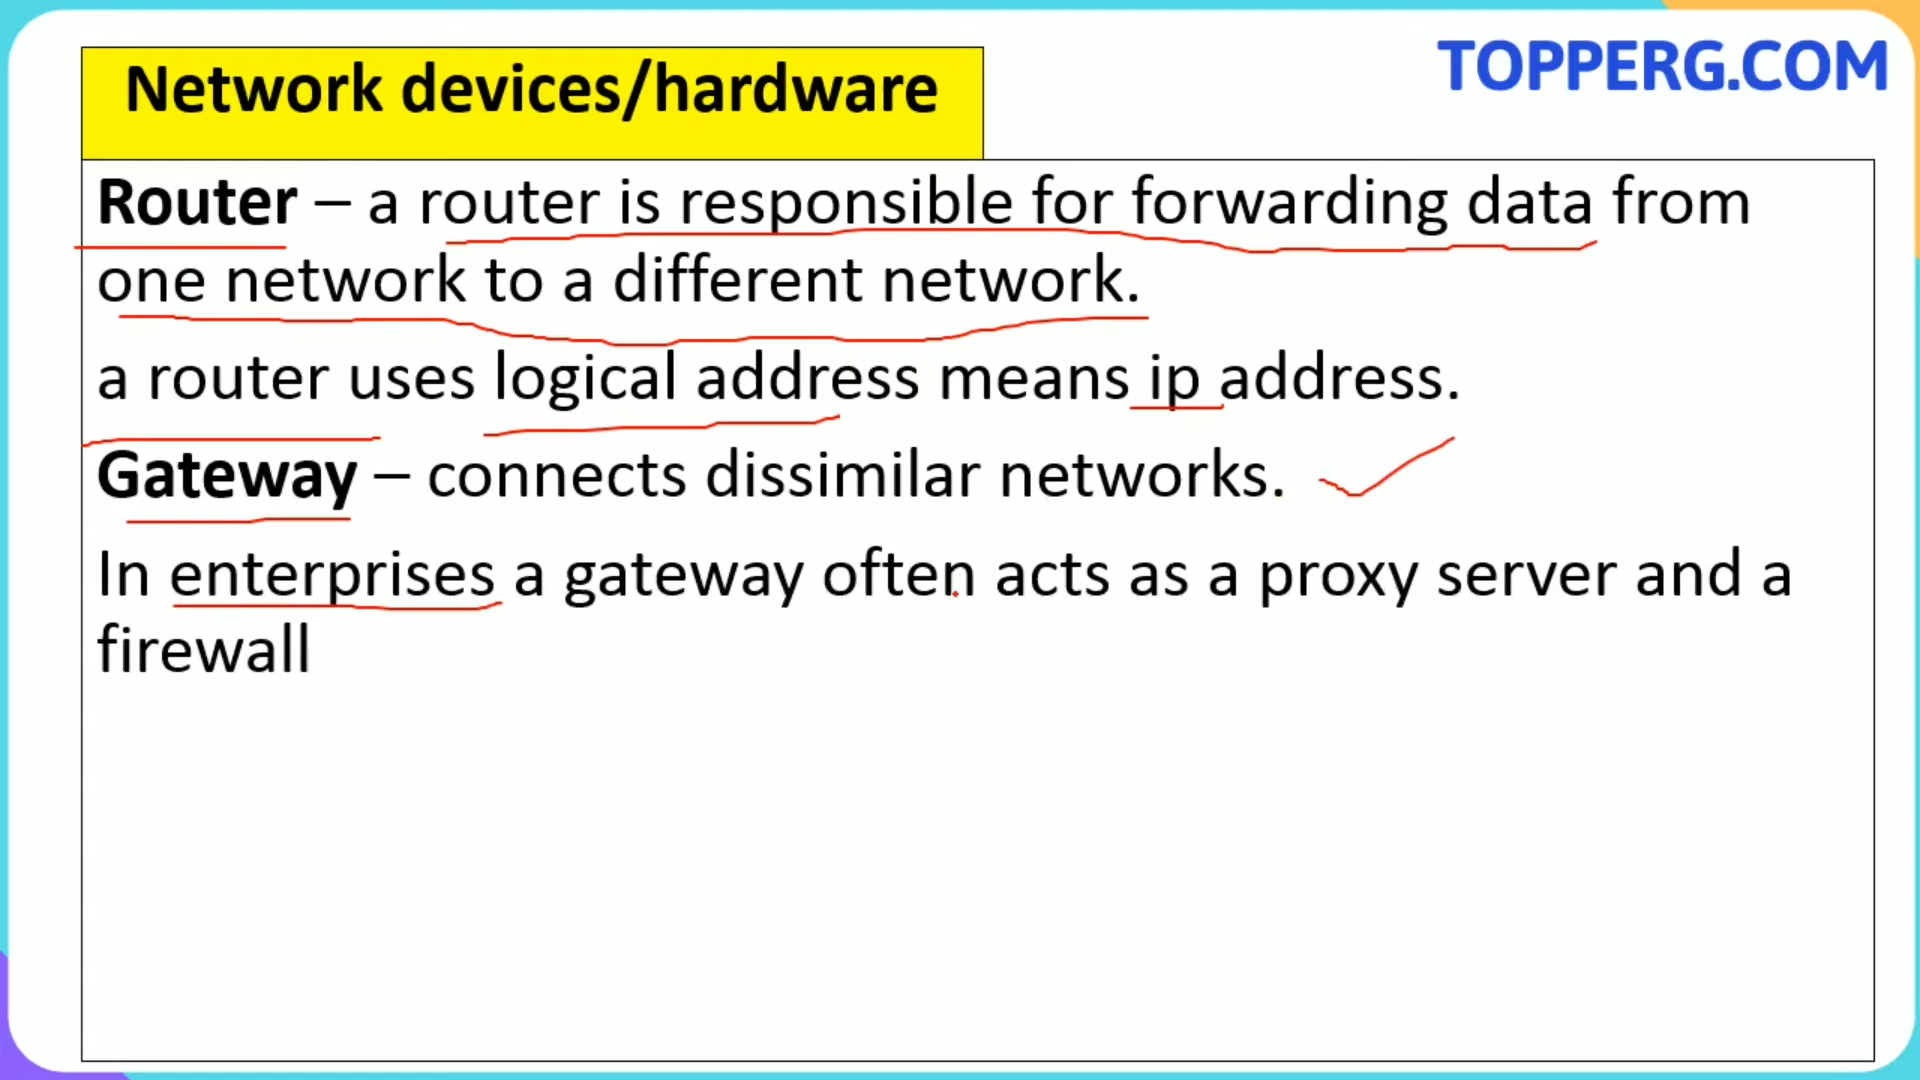 TOPPERG.COM
Network devices/hardware
Router – a router is responsible for forwarding data from
one network to a different network.
a router uses logical address means ip address.
Gateway – connects dissimilar networks.
In enterprises a gateway often acts as a proxy server and a
firewall